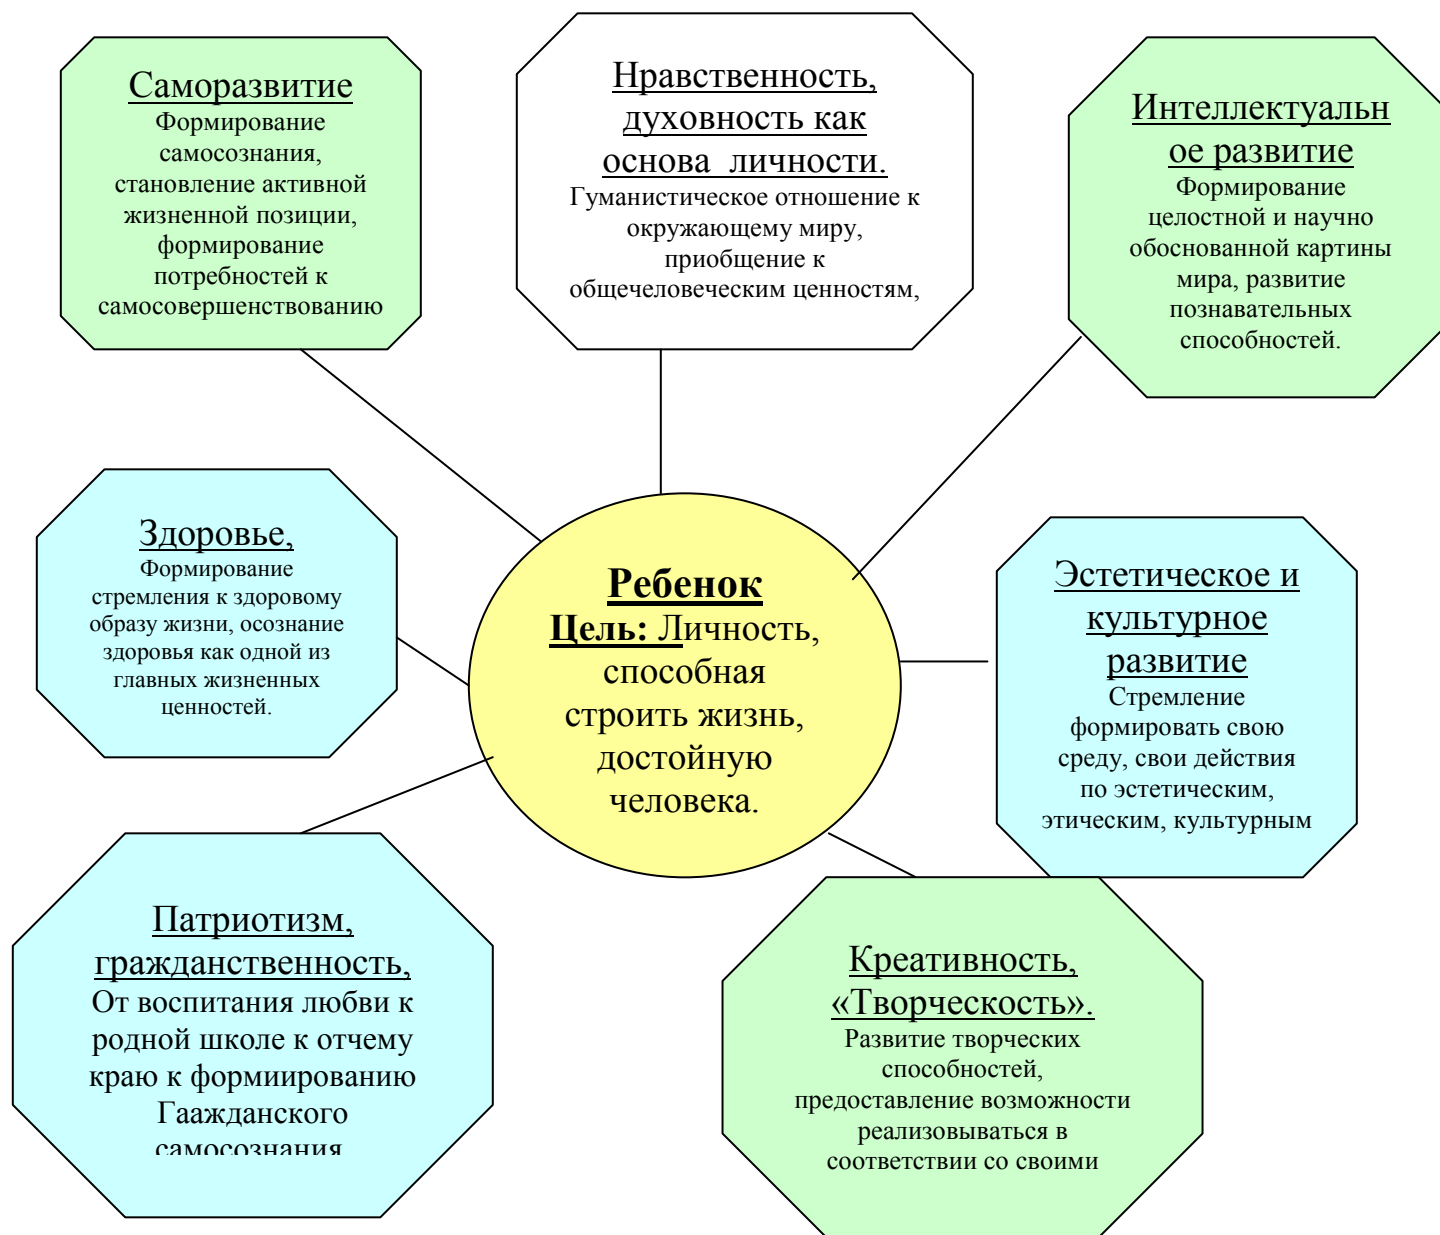 Саморазвитие
Формирование
самосознания,
становление активной
жизненной позиции,
формирование
потребностей к
самосовершенствованию
Нравственность,
духовность как
основа личности.
Гуманистическое отношение к
окружающему миру,
приобщение к
общечеловеческим ценностям,
Интеллектуальн
ое развитие
Формирование
целостной и научно
обоснованной картины
мира, развитие
познавательных
способностей.
Здоровье,
Формирование
стремления к здоровому
образу жизни, осознание
здоровья как одной из
главных жизненных
ценностей.
Ребенок
Цель: Личность,
способная
строить жизнь,
достойную
человека.
Эстетическое и
культурное
развитие
Стремление
формировать свою
среду, свои действия
по эстетическим,
этическим, культурным
Патриотизм,
гражданственность,
От воспитания любви к
родной школе к отчему
краю к формиированию
Гаажданского
самосознания
Креативность,
«Творческость».
Развитие творческих
способностей,
предоставление возможности
реализовываться в
соответствии со своими